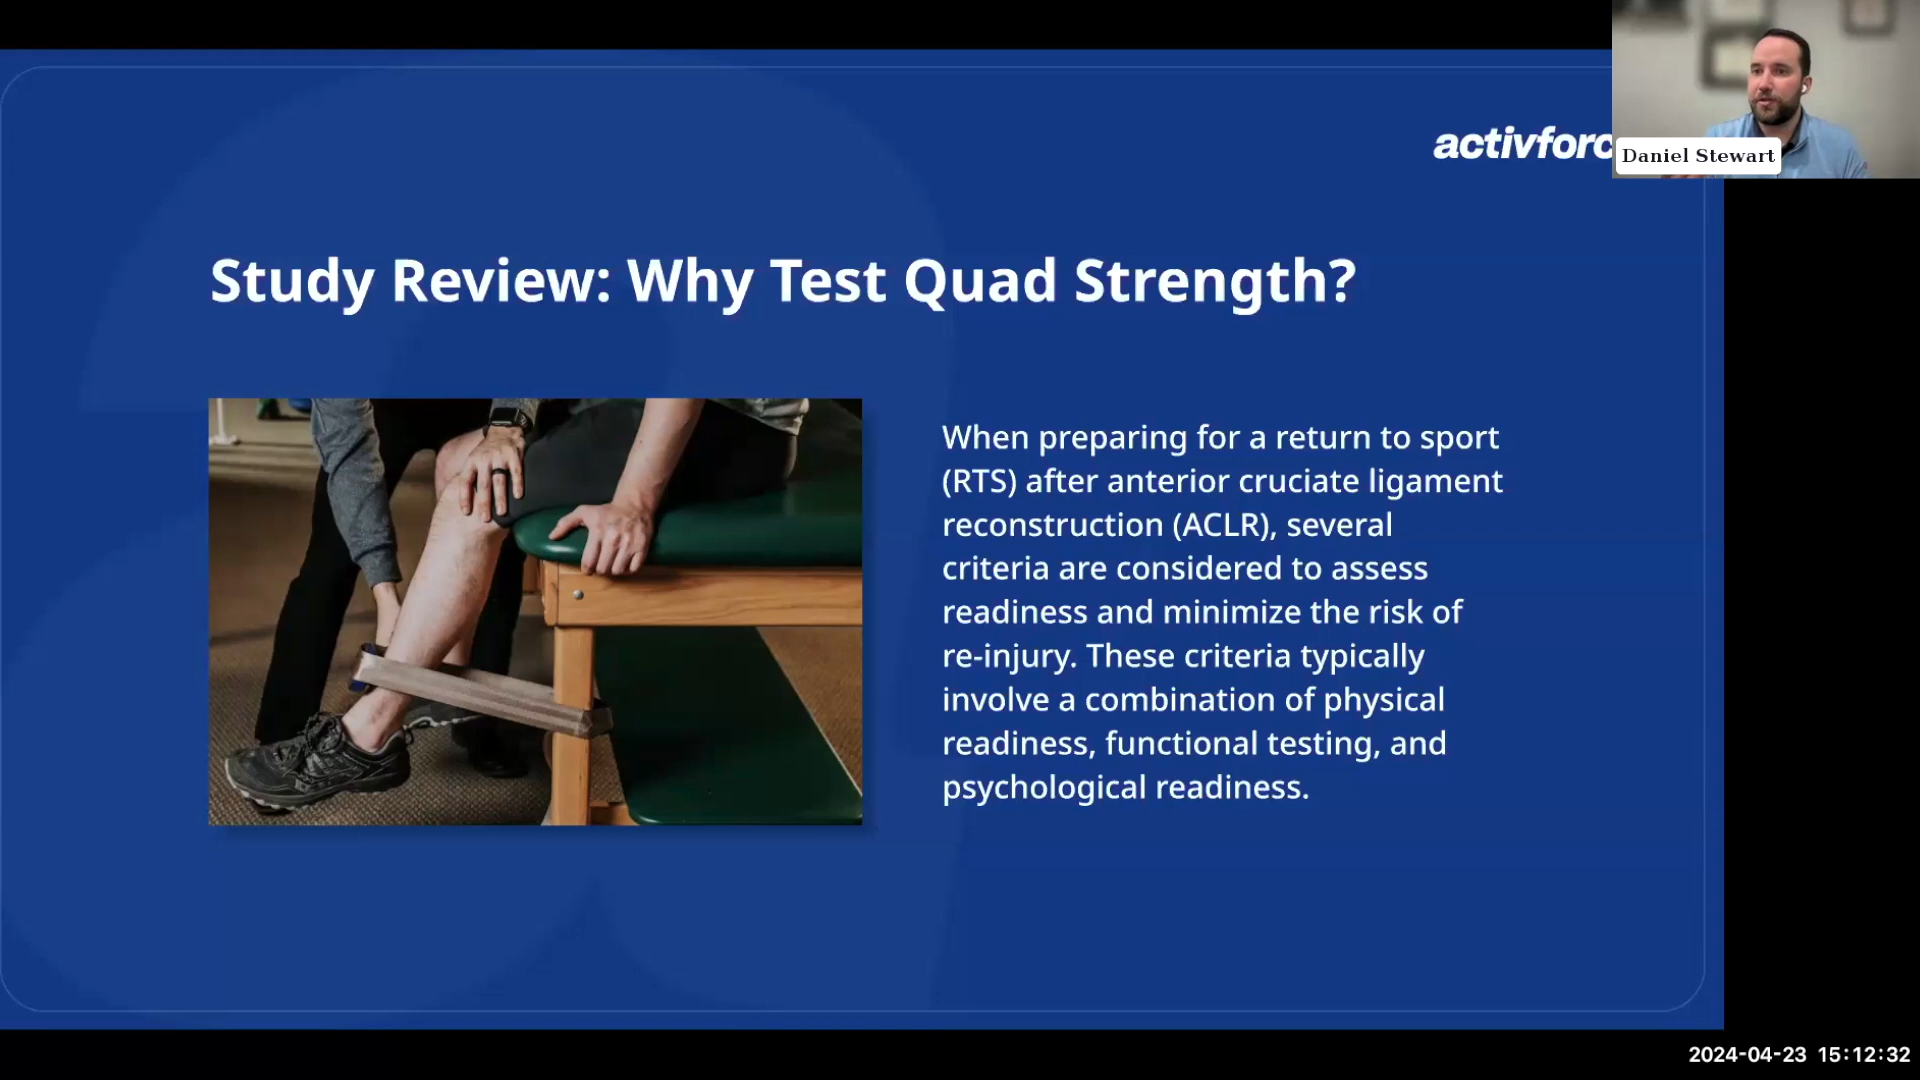 activforc
Daniel Stewart
Study Review: Why Test Quad Strength?
When preparing for a return to sport
(RTS) after anterior cruciate ligament
reconstruction (ACLR), several
criteria are considered to assess
readiness and minimize the risk of
re-injury. These criteria typically
involve a combination of physical
readiness, functional testing, and
psychological readiness.
2024-04-23 15:12:32